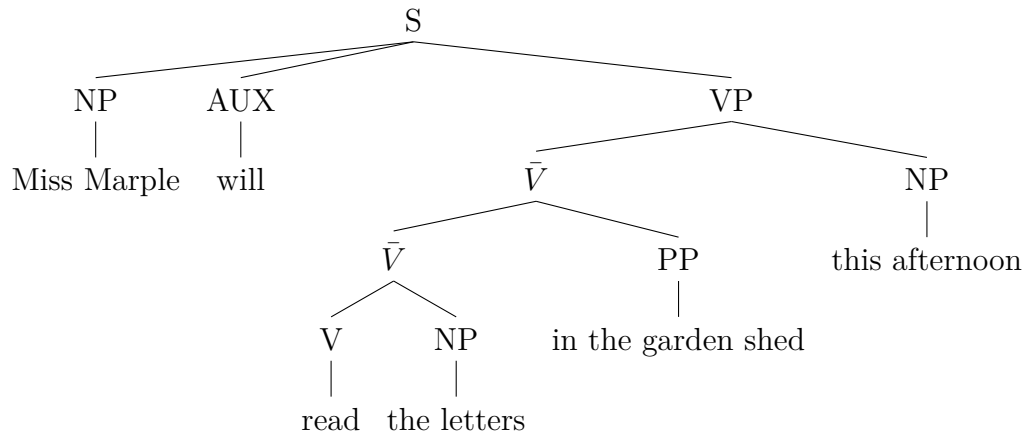 S
NP AUX VP
Miss Marple will V̄ NP
V̄ PP this afternoon
V NP in the garden shed
read the letters